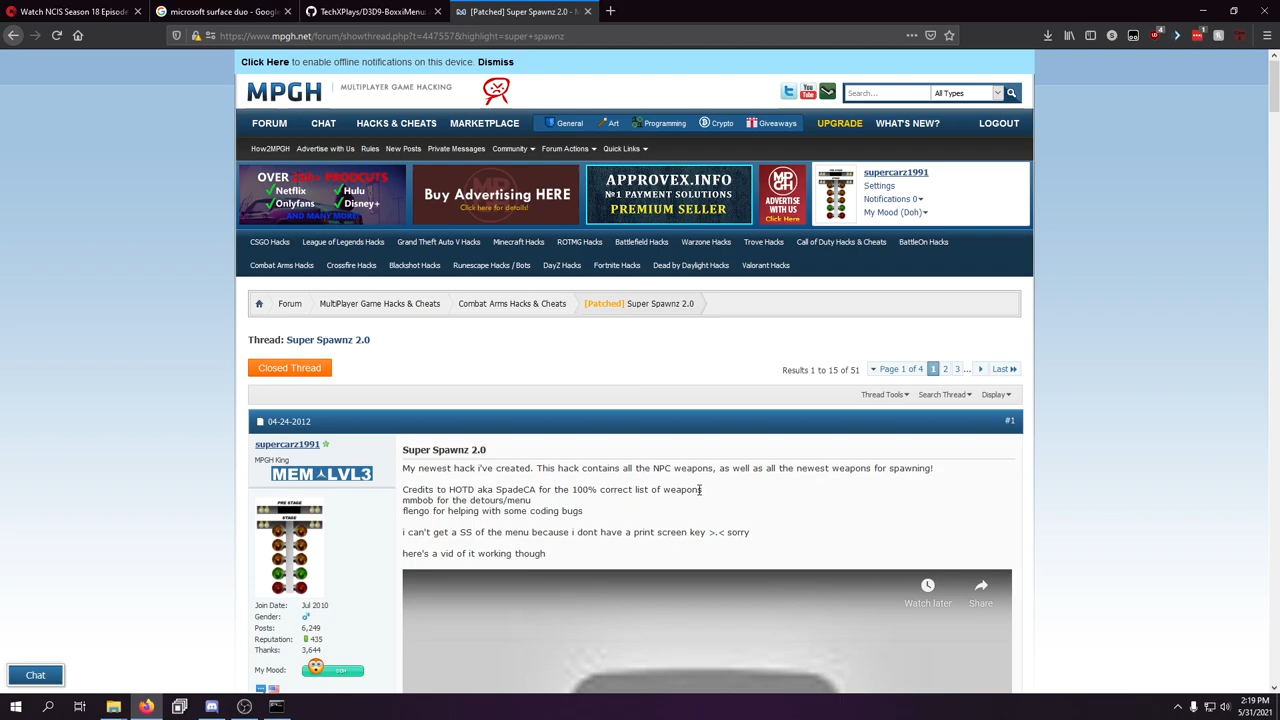 Watch NCIS Season 18 Episode
microsoft surface duo - Google
TechXPlays/D3D9-BoxxiMenu:
[Patched] Super Spawnz 2.0 - M
https://www.mpgh.net/forum/showthread.php?t=447557&highlight=super+spawnz
Click Here to enable offline notifications on this device. Dismiss
MPGH MULTIPLAYER GAME HACKING
Search... All Types
FORUM CHAT HACKS & CHEATS MARKETPLACE General Art Programming Crypto Giveaways UPGRADE WHAT'S NEW? LOGOUT
How2MPGH Advertise with Us Rules New Posts Private Messages Community Forum Actions Quick Links
OVER PRODCUTS
Netflix Hulu
Onlyfans Disney+
AND MANY MORE!
Buy Advertising HERE
Click here for details!
APPROVEX.INFO
№1 PAYMENT SOLUTIONS
PREMIUM SELLER
MP
GH
ADVERTISE
WITH US
Click Here
supercarz1991
Settings
Notifications 0
My Mood (Doh)
CSGO Hacks League of Legends Hacks Grand Theft Auto V Hacks Minecraft Hacks ROTMG Hacks Battlefield Hacks Warzone Hacks Trove Hacks Call of Duty Hacks & Cheats BattleOn Hacks
Combat Arms Hacks Crossfire Hacks Blackshot Hacks Runescape Hacks / Bots DayZ Hacks Fortnite Hacks Dead by Daylight Hacks Valorant Hacks
Forum MultiPlayer Game Hacks & Cheats Combat Arms Hacks & Cheats [Patched] Super Spawnz 2.0
Thread: Super Spawnz 2.0
Closed Thread
Results 1 to 15 of 51 Page 1 of 4 1 2 3 ... Last
Thread Tools Search Thread Display
04-24-2012 #1
supercarz1991
MPGH King
MEM LVL3
PRE STAGE
STAGE
Join Date: Jul 2010
Gender:
Posts: 6,249
Reputation: 435
Thanks: 3,644
My Mood: DOH
Super Spawnz 2.0
My newest hack i've created. This hack contains all the NPC weapons, as well as all the newest weapons for spawning!
Credits to HOTD aka SpadeCA for the 100% correct list of weapons
mmbob for the detours/menu
flengo for helping with some coding bugs
i can't get a SS of the menu because i dont have a print screen key >.< sorry
here's a vid of it working though
Watch later Share
Chat
2:19 PM
5/31/2021